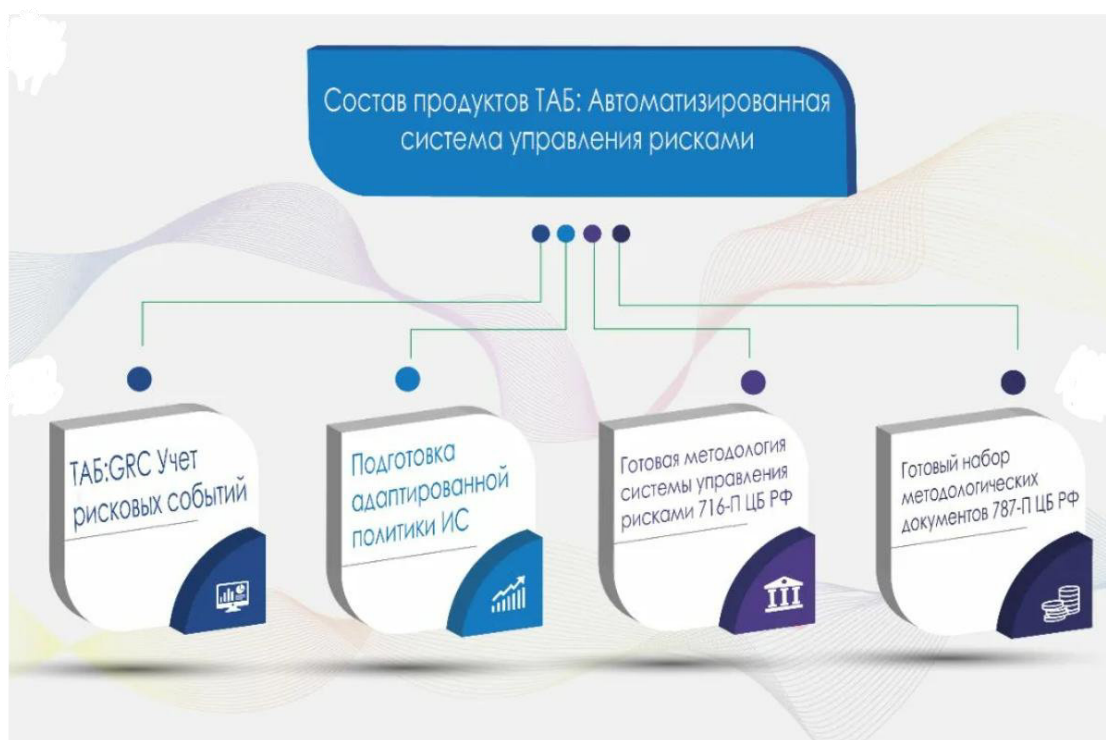 Состав продуктов ТАБ: Автоматизированная
система управления рисками
ТАБ:GRC Учет
рисковых событий
Подготовка
адаптированной
политики ИС
Готовая методология
системы управления
рисками 716-П ЦБ РФ
Готовый набор
методологических
документов 787-П ЦБ РФ